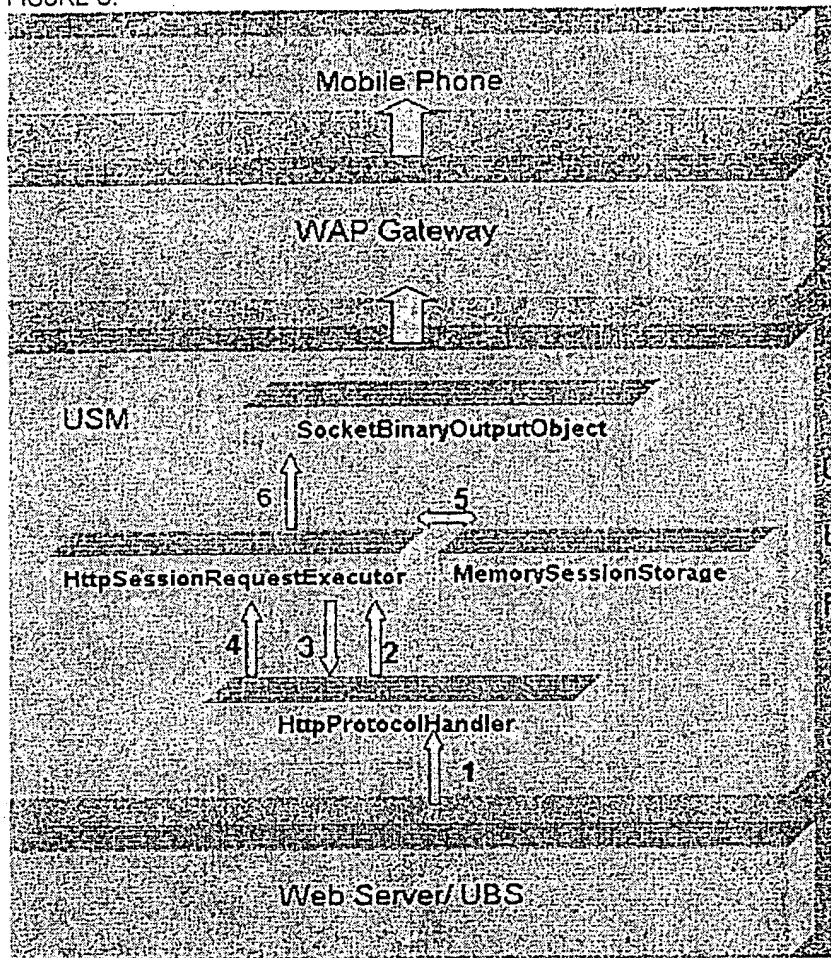 Mobile Phone
WAP Gateway
USM
SocketBinaryOutputObject
6
5
HttpSessionRequestExecutor
MemorySessionStorage
4
3
2
HttpProtocolHandler
1
Web Server/ UBS